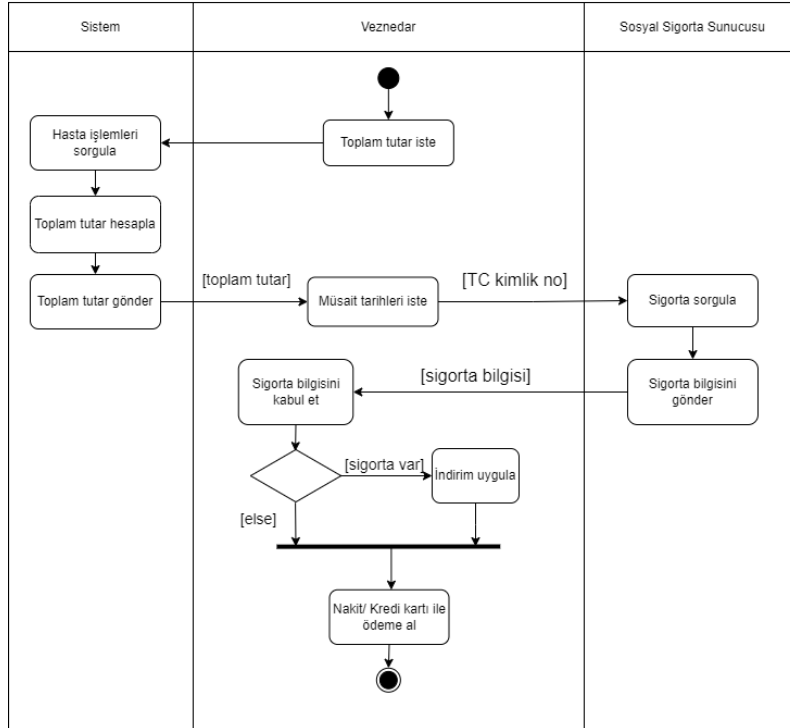 Sistem
Veznedar
Sosyal Sigorta Sunucusu
Toplam tutar iste
Hasta işlemleri
sorgula
Toplam tutar hesapla
Toplam tutar gönder
[toplam tutar]
Müsait tarihleri iste
[TC kimlik no]
Sigorta sorgula
Sigorta bilgisini
gönder
[sigorta bilgisi]
Sigorta bilgisini
kabul et
[sigorta var]
İndirim uygula
[else]
Nakit/ Kredi kartı ile
ödeme al